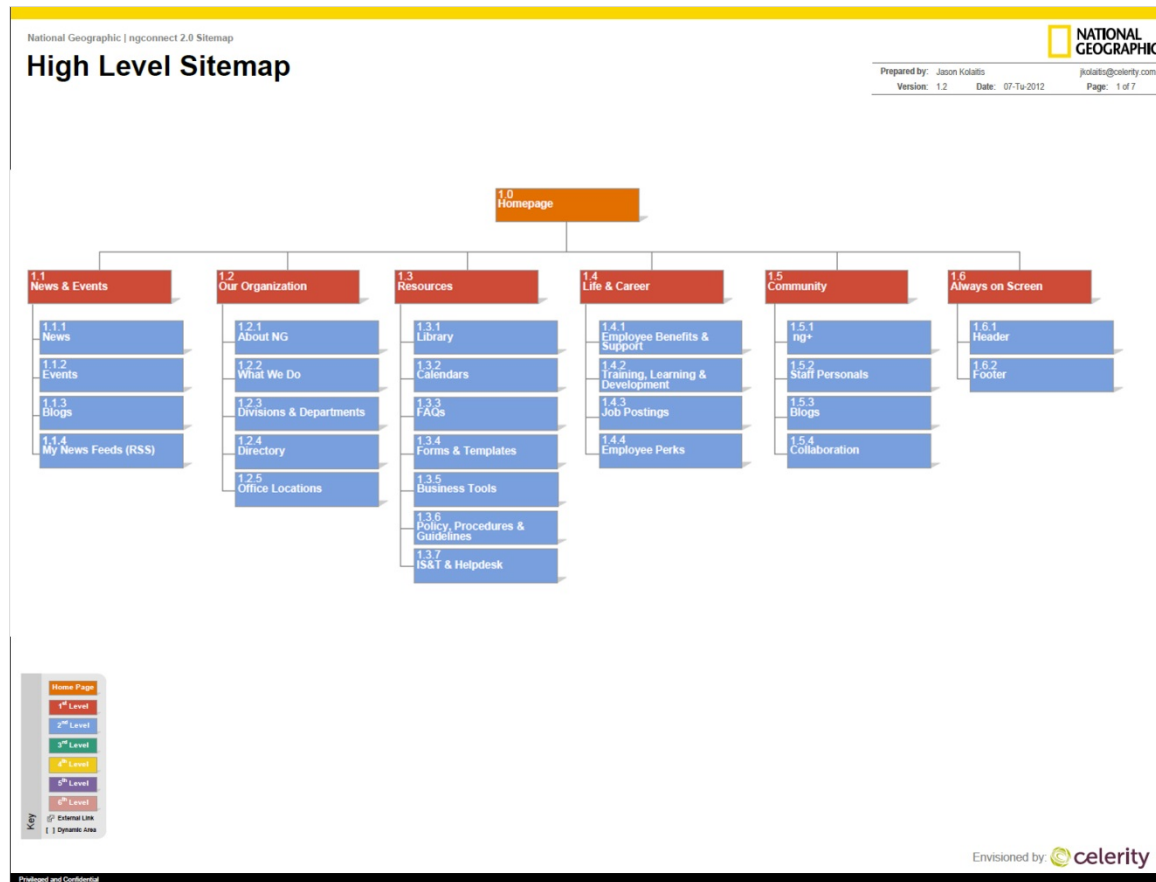 National Geographic | ngconnect 2.0 Sitemap
High Level Sitemap
NATIONAL
GEOGRAPHIC
Prepared by: Jason Kolaitis jkolaitis@celerity.com
Version: 1.2 Date: 07-Tu-2012 Page: 1 of 7
1.0
Homepage
1.1
News & Events
1.1.1
News
1.1.2
Events
1.1.3
Blogs
1.1.4
My News Feeds (RSS)
1.2
Our Organization
1.2.1
About NG
1.2.2
What We Do
1.2.3
Divisions & Departments
1.2.4
Directory
1.2.5
Office Locations
1.3
Resources
1.3.1
Library
1.3.2
Calendars
1.3.3
FAQs
1.3.4
Forms & Templates
1.3.5
Business Tools
1.3.6
Policy, Procedures &
Guidelines
1.3.7
IS&T & Helpdesk
1.4
Life & Career
1.4.1
Employee Benefits &
Support
1.4.2
Training, Learning &
Development
1.4.3
Job Postings
1.4.4
Employee Perks
1.5
Community
1.5.1
ng+
1.5.2
Staff Personals
1.5.3
Blogs
1.5.4
Collaboration
1.6
Always on Screen
1.6.1
Header
1.6.2
Footer
Key
Home Page
1st Level
2nd Level
3rd Level
4th Level
5th Level
6th Level
External Link
[ ] Dynamic Area
Envisioned by: celerity
Privileged and Confidential